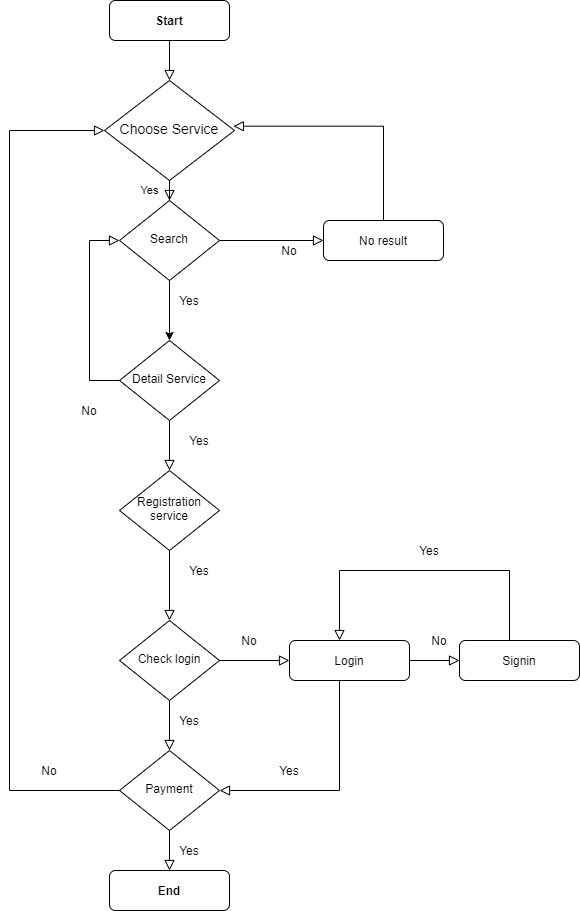 Start
Choose Service
Yes
Search
No
No result
Yes
Detail Service
No
Yes
Registration
service
Yes
Yes
Check login
No
Login
No
Signin
Yes
No
Payment
Yes
Yes
End